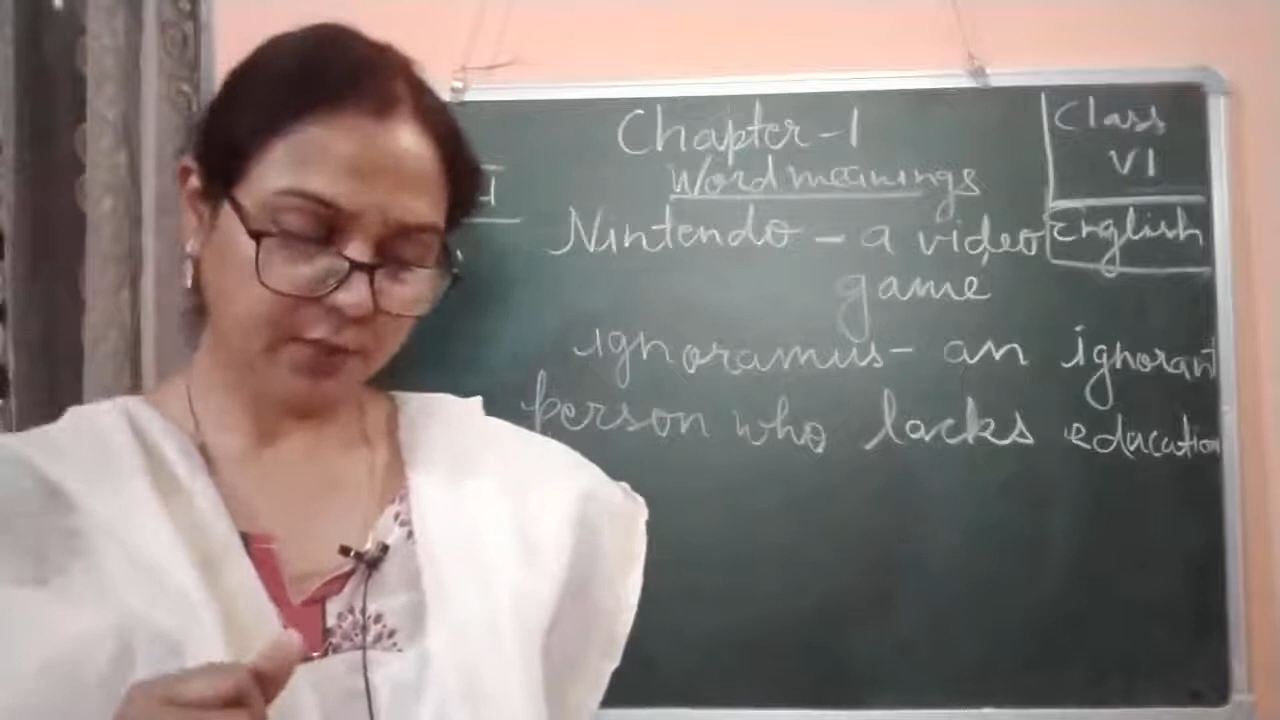 Chapter-1
Word meanings
Class
VI
English
Nintendo - a video
game
ignoramus - an ignorant
person who lacks education